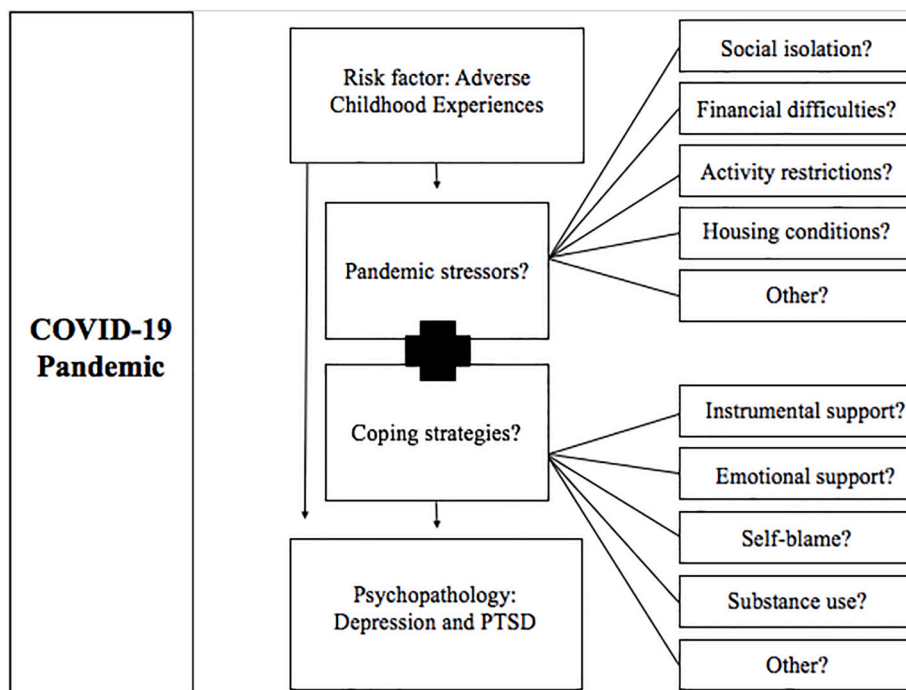 COVID-19
Pandemic
Risk factor: Adverse
Childhood Experiences
Pandemic stressors?
Coping strategies?
Psychopathology:
Depression and PTSD
Social isolation?
Financial difficulties?
Activity restrictions?
Housing conditions?
Other?
Instrumental support?
Emotional support?
Self-blame?
Substance use?
Other?